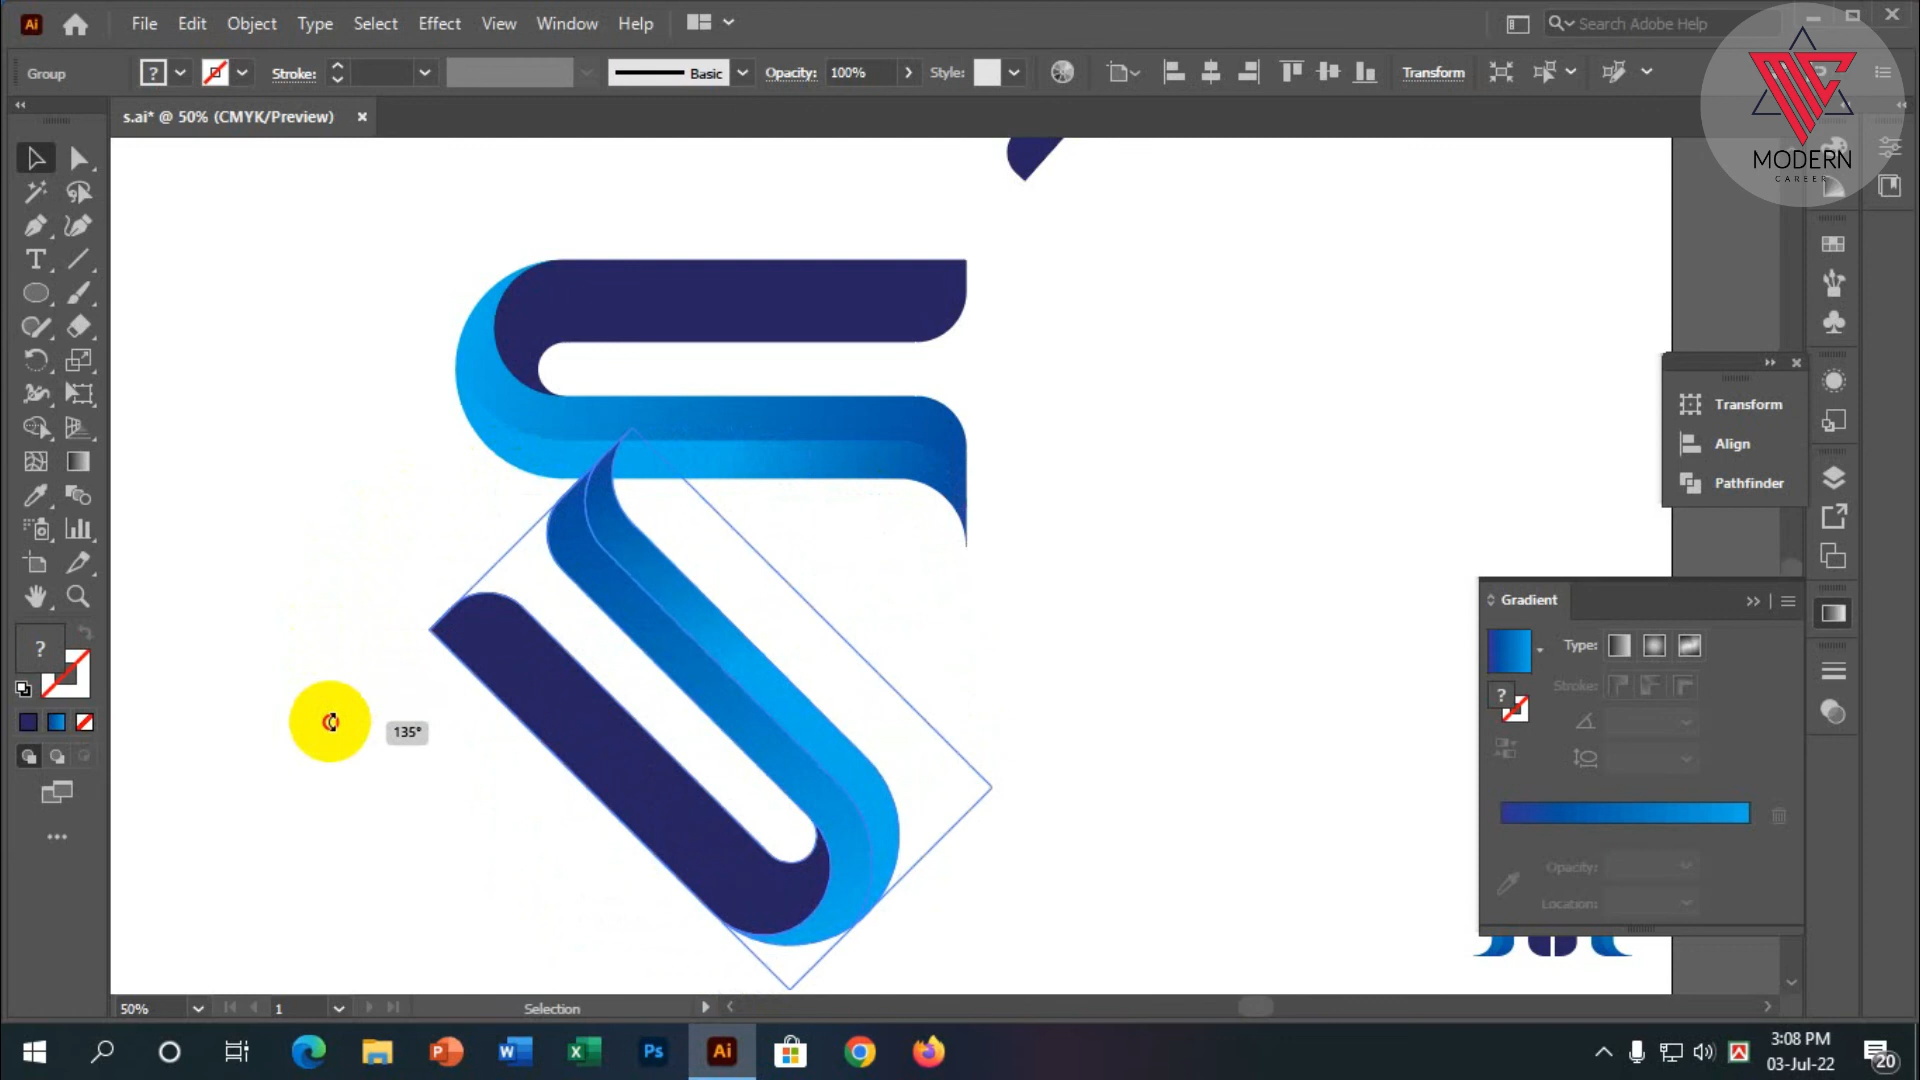 Ai File Edit Object Type Select Effect View Window Help Search Adobe Help
Group ? Stroke: Basic Opacity: 100% Style: Transform
s.ai* @ 50% (CMYK/Preview)
MODERN
CAREER
Transform
Align
Pathfinder
Gradient
Type:
Stroke:
?
?
135°
Opacity:
Location:
50% 1 Selection
Ps Ai
3:08 PM
03-Jul-22
20